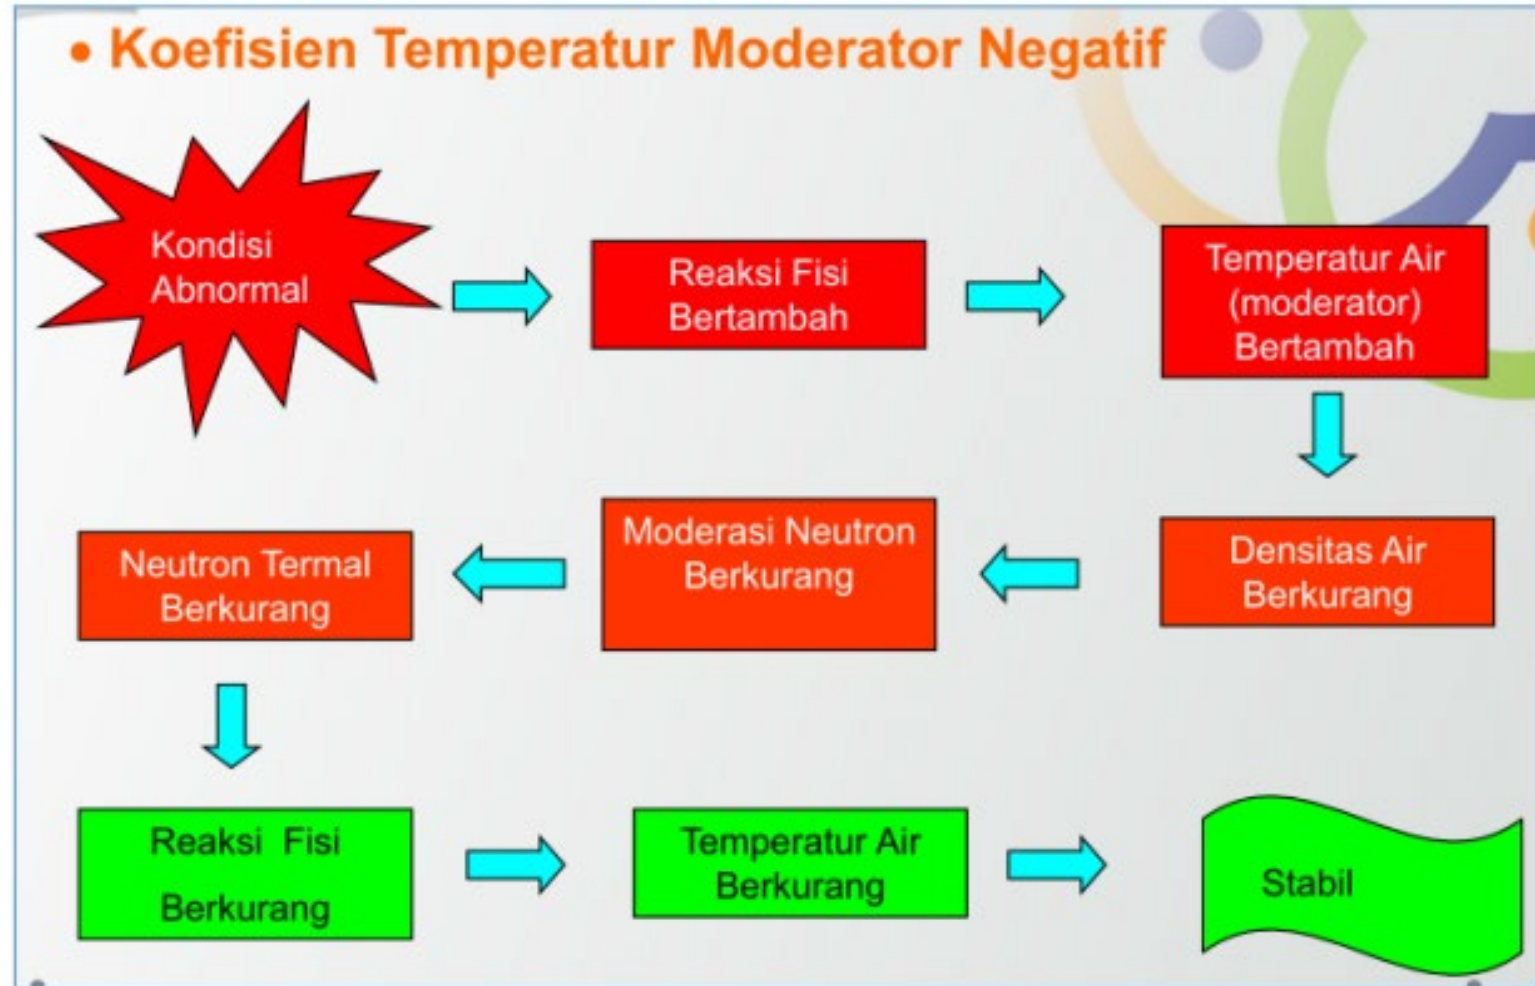 • Koefisien Temperatur Moderator Negatif
Kondisi
Abnormal
Reaksi Fisi
Bertambah
Temperatur Air
(moderator)
Bertambah
Densitas Air
Berkurang
Moderasi Neutron
Berkurang
Neutron Termal
Berkurang
Reaksi Fisi
Berkurang
Temperatur Air
Berkurang
Stabil